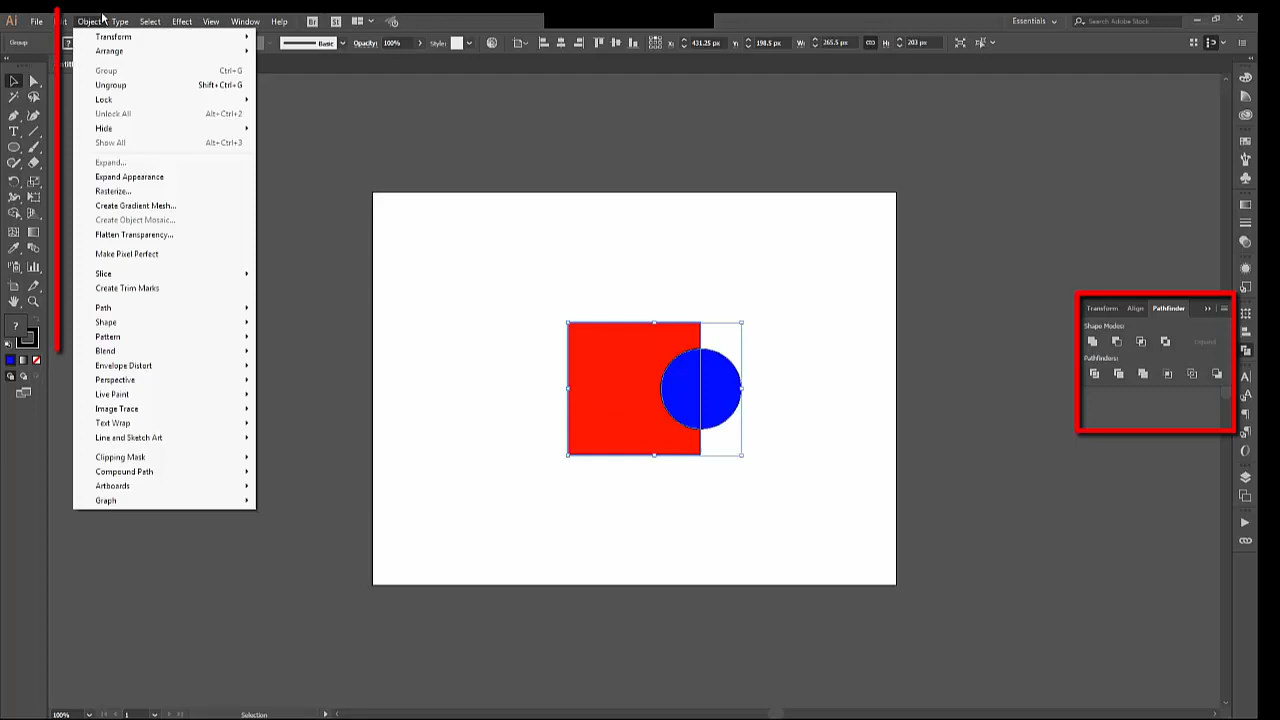 Ai File Object Type Select Effect View Window Help Br St Essentials Search Adobe Stock
Group Basic Opacity: 100% Style: X: 431.25 px Y: 198.5 px W: 265.5 px H: 203 px
Transform
Arrange
Group Ctrl+G
Ungroup Shift+Ctrl+G
Lock
Unlock All Alt+Ctrl+2
Hide
Show All Alt+Ctrl+3
Expand...
Expand Appearance
Rasterize...
Create Gradient Mesh...
Create Object Mosaic...
Flatten Transparency...
Make Pixel Perfect
Slice
Create Trim Marks
Path
Shape
Pattern
Blend
Envelope Distort
Perspective
Live Paint
Image Trace
Text Wrap
Line and Sketch Art
Clipping Mask
Compound Path
Artboards
Graph
Transform Align Pathfinder
Shape Modes:
Expand
Pathfinders:
100% 1 Selection